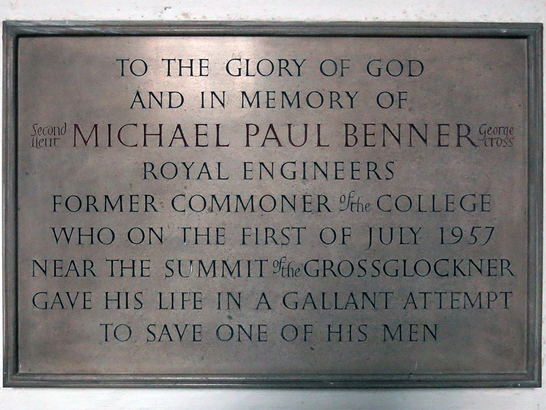 TO THE GLORY OF GOD
AND IN MEMORY OF
Second Lieut MICHAEL PAUL BENNER George Cross
ROYAL ENGINEERS
FORMER COMMONER of the COLLEGE
WHO ON THE FIRST OF JULY 1957
NEAR THE SUMMIT of the GROSSGLOCKNER
GAVE HIS LIFE IN A GALLANT ATTEMPT
TO SAVE ONE OF HIS MEN